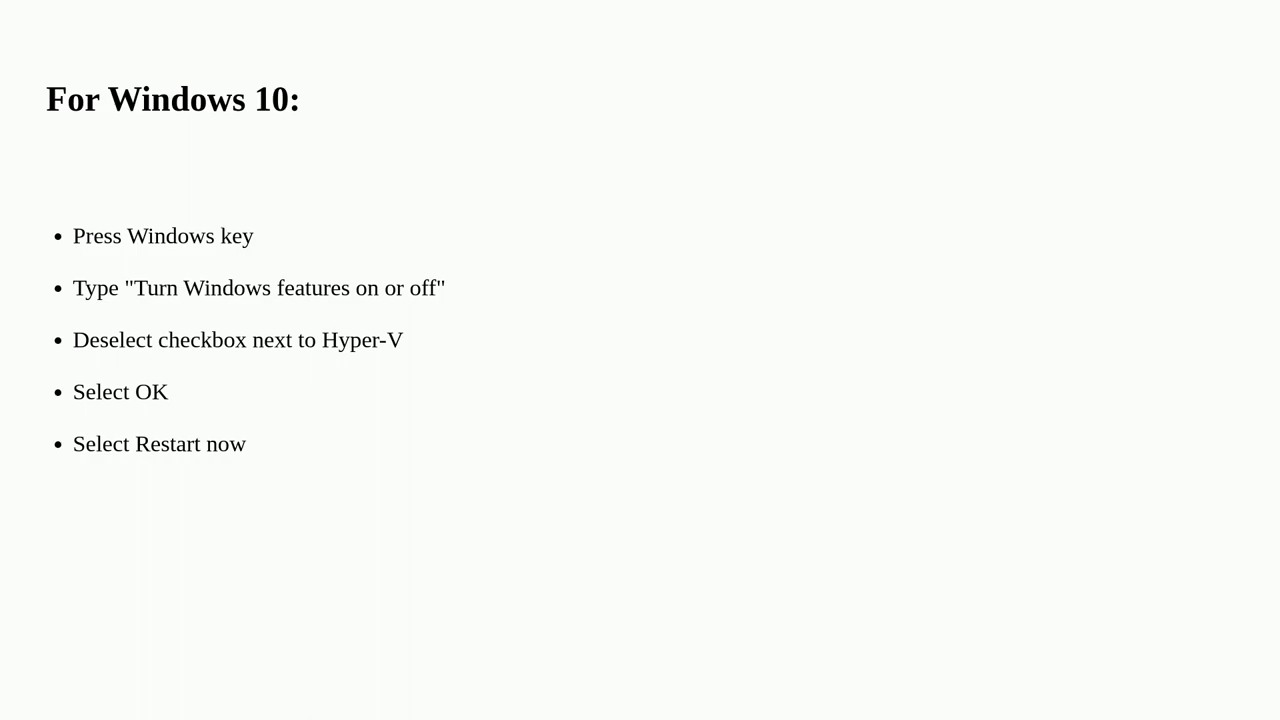 For Windows 10:
• Press Windows key
• Type "Turn Windows features on or off"
• Deselect checkbox next to Hyper-V
• Select OK
• Select Restart now